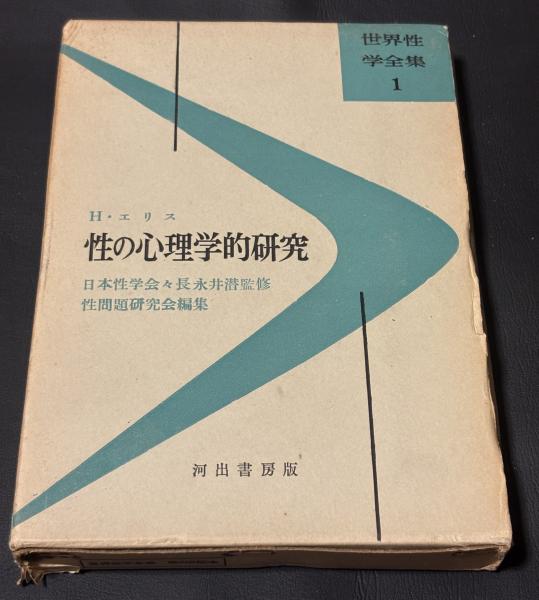 世界性
学全集
1
H・エリス
性の心理学的研究
日本性学会々長永井潜監修
性問題研究会編集
河出書房版